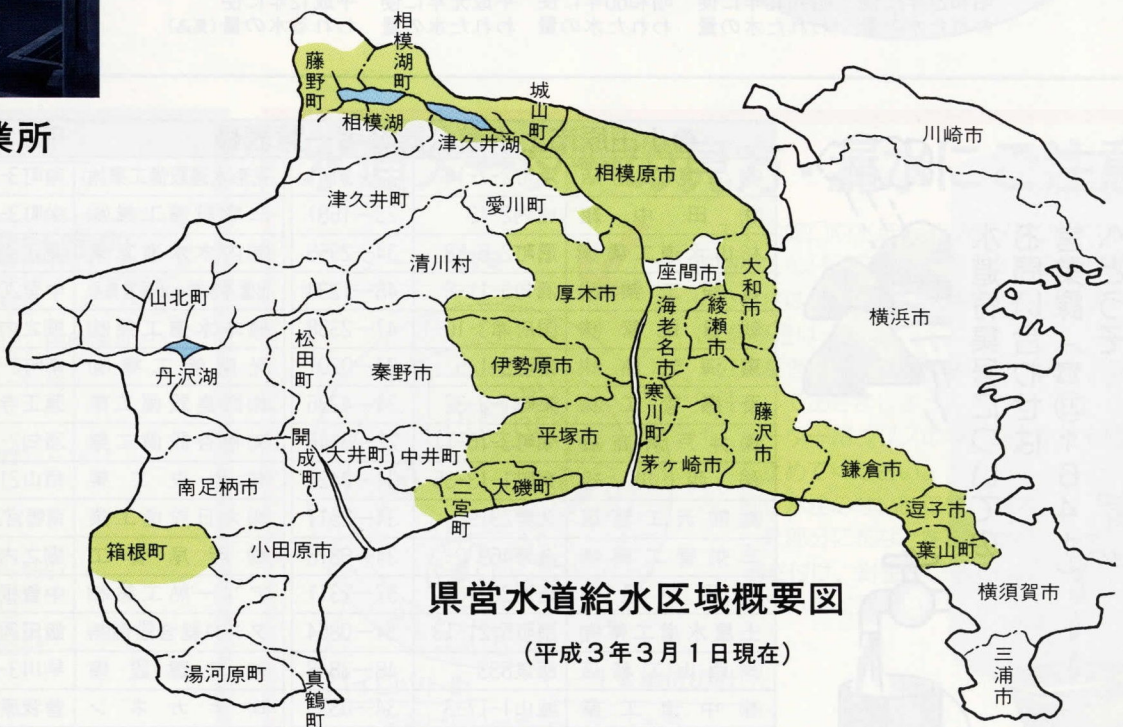 業所
藤野町
相模湖町
城山町
相模湖
津久井湖
川崎市
相模原市
津久井町
愛川町
清川村
座間市
大和市
厚木市
海老名市
綾瀬市
横浜市
山北町
松田町
丹沢湖
秦野市
伊勢原市
寒川町
藤沢市
開成町
大井町
中井町
平塚市
茅ヶ崎市
鎌倉市
南足柄市
二宮町
大磯町
逗子市
箱根町
小田原市
葉山町
横須賀市
県営水道給水区域概要図
(平成3年3月1日現在)
湯河原町
真鶴町
三浦市